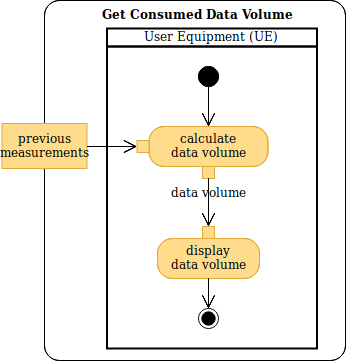 Get Consumed Data Volume
User Equipment (UE)
previous
measurements
calculate
data volume
data volume
display
data volume